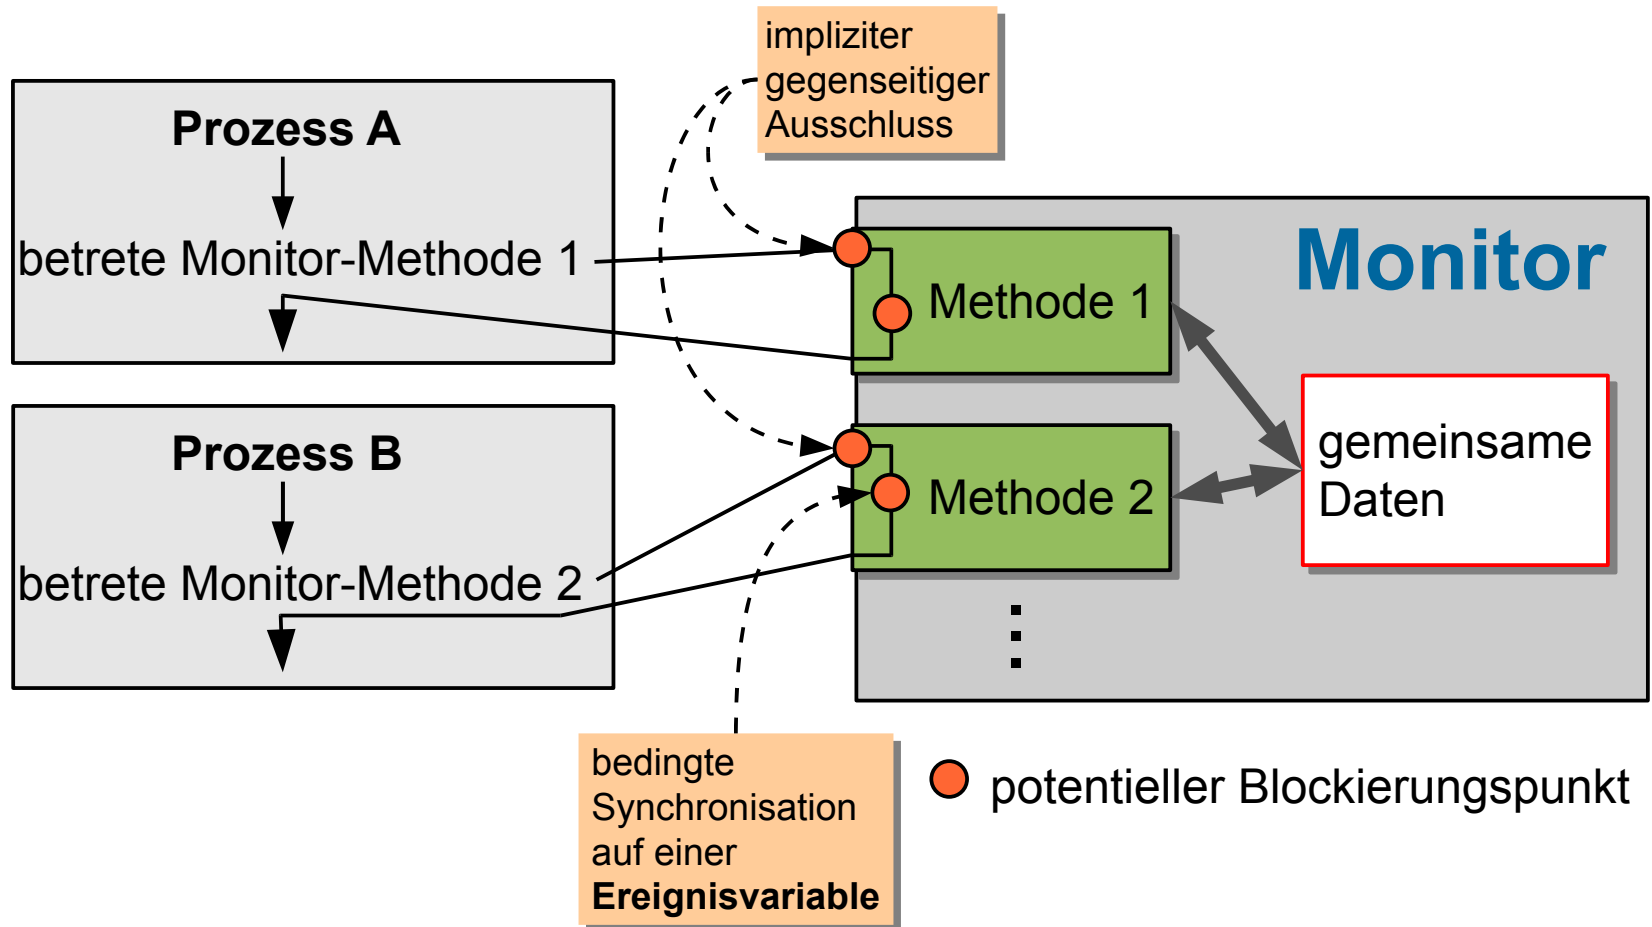 impliziter
gegenseitiger
Ausschluss
Prozess A
betrete Monitor-Methode 1
Monitor
Methode 1
gemeinsame
Daten
Prozess B
betrete Monitor-Methode 2
Methode 2
bedingte
Synchronisation
auf einer
Ereignisvariable
potentieller Blockierungspunkt